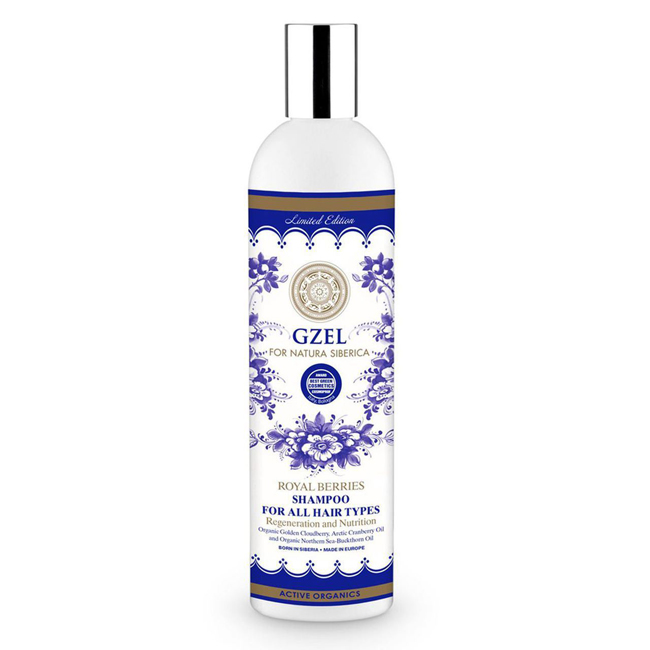 Limited Edition
GZEL
FOR NATURA SIBERICA
AWARD
BEST GREEN
COSMETICS
COSMOPROF
ROYAL BERRIES
SHAMPOO
FOR ALL HAIR TYPES
Regeneration and Nutrition
Organic Golden Cloudberry, Arctic Cranberry Oil
and Organic Northern Sea-Buckthorn Oil
BORN IN SIBERIA • MADE IN EUROPE
ACTIVE ORGANICS